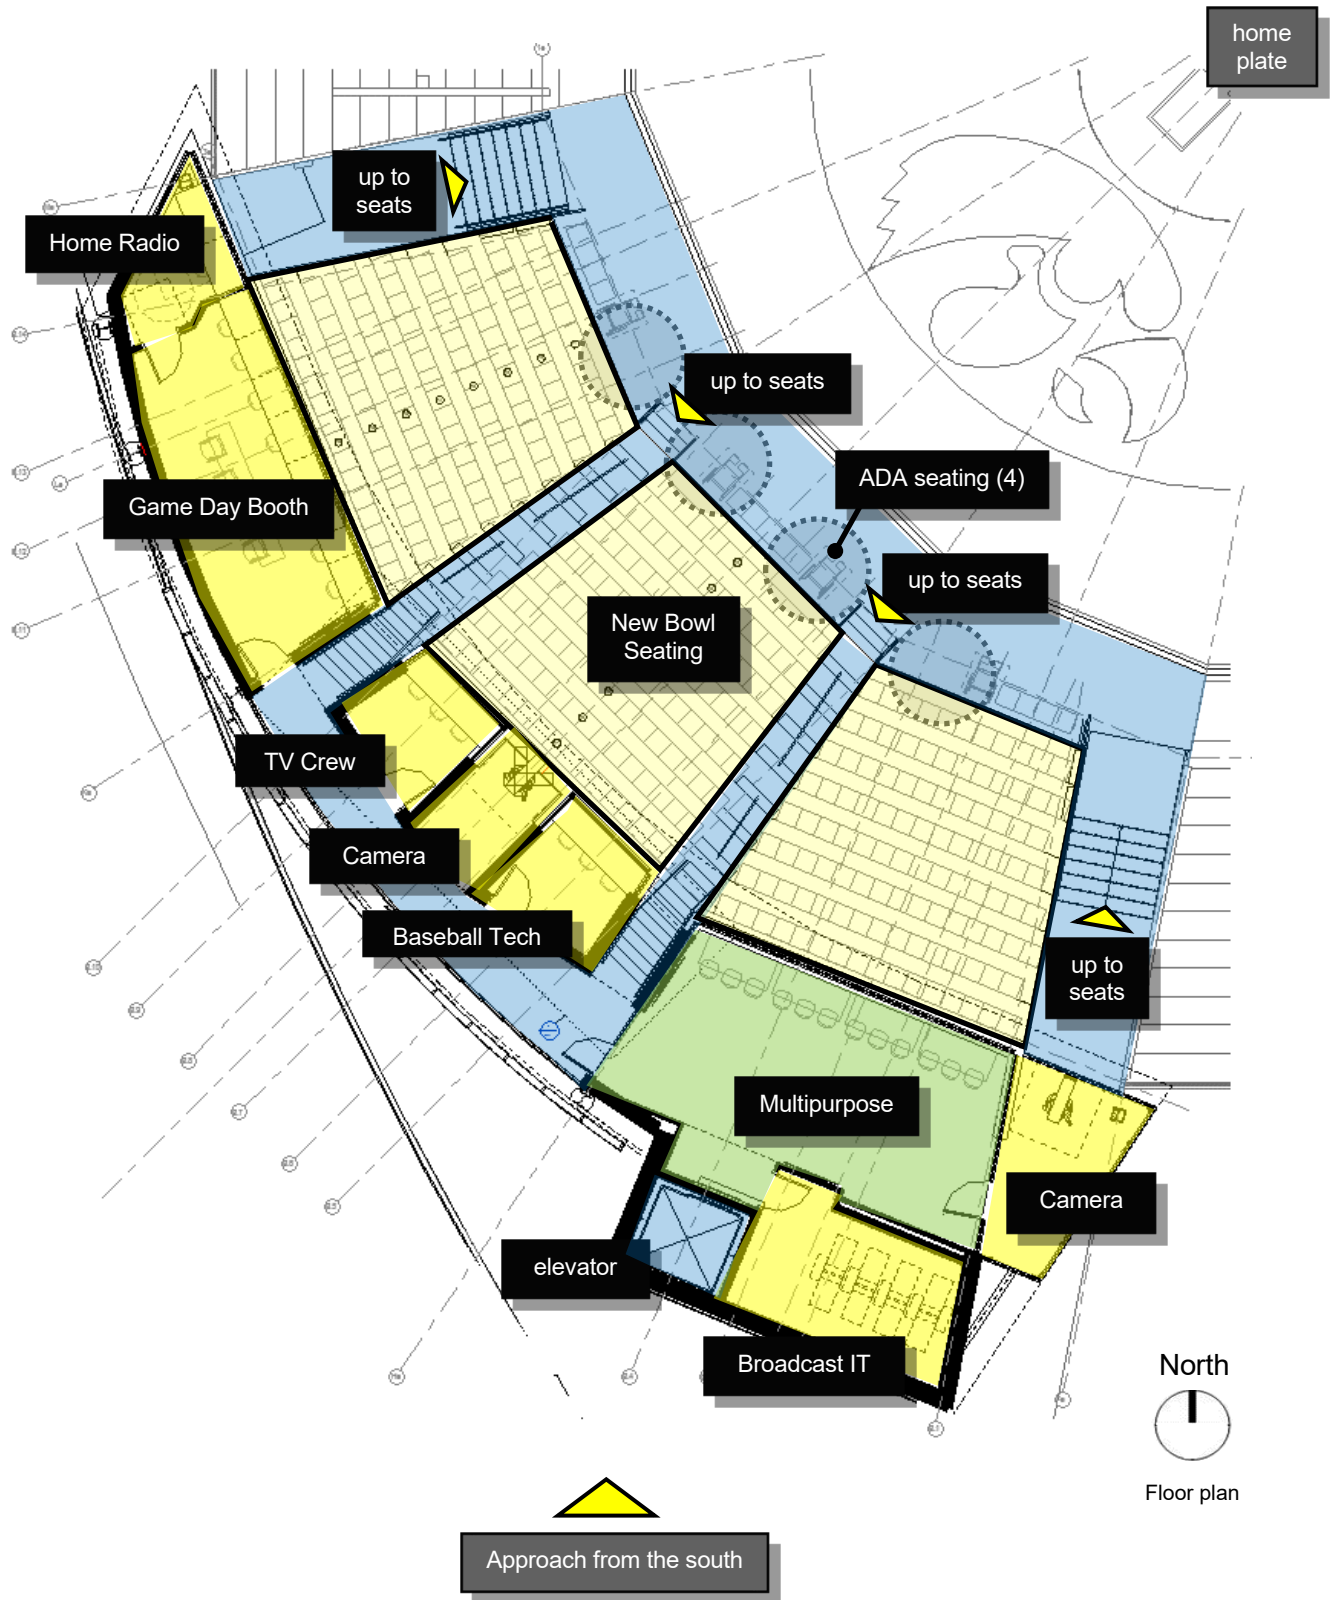 home
plate
up to
seats
Home Radio
up to seats
ADA seating (4)
Game Day Booth
up to seats
New Bowl
Seating
TV Crew
Camera
Baseball Tech
up to
seats
Multipurpose
Camera
elevator
Broadcast IT
North
Floor plan
Approach from the south